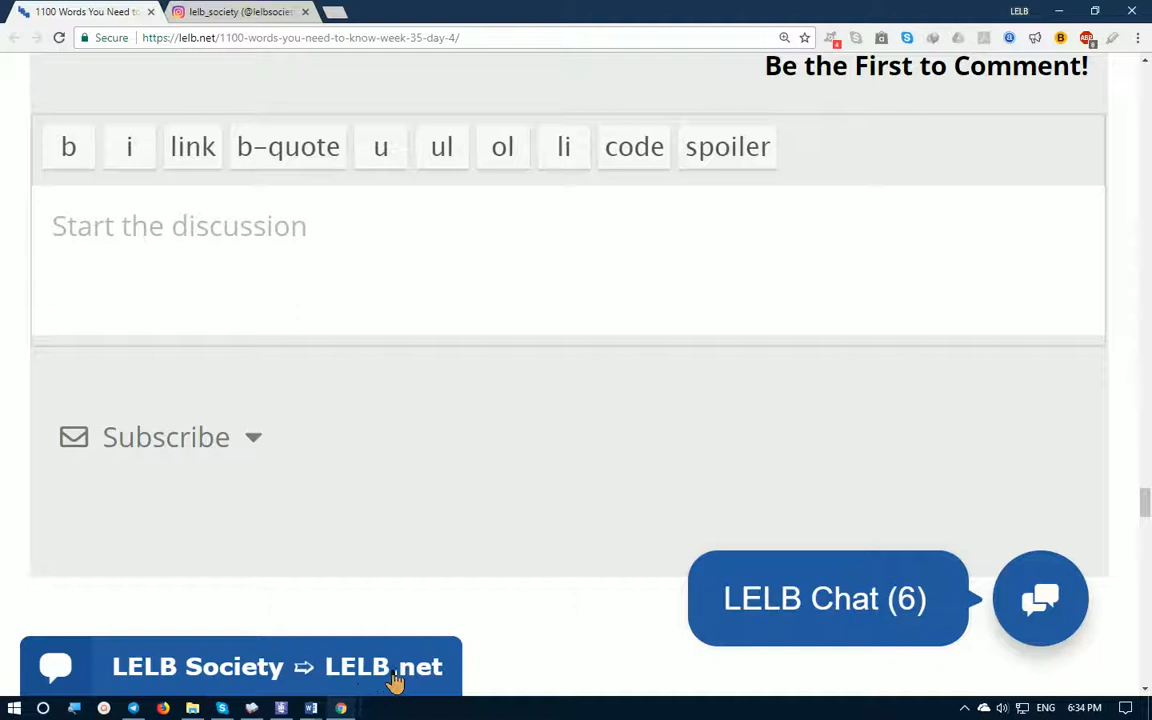 1100 Words You Need to
lelb_society (@lelbsociet
LELB
Secure
https://lelb.net/1100-words-you-need-to-know-week-35-day-4/
Be the First to Comment!
b i link b-quote u ul ol li code spoiler
Start the discussion
Subscribe
LELB Chat (6)
LELB Society ⇨ LELB.net
ENG 6:34 PM